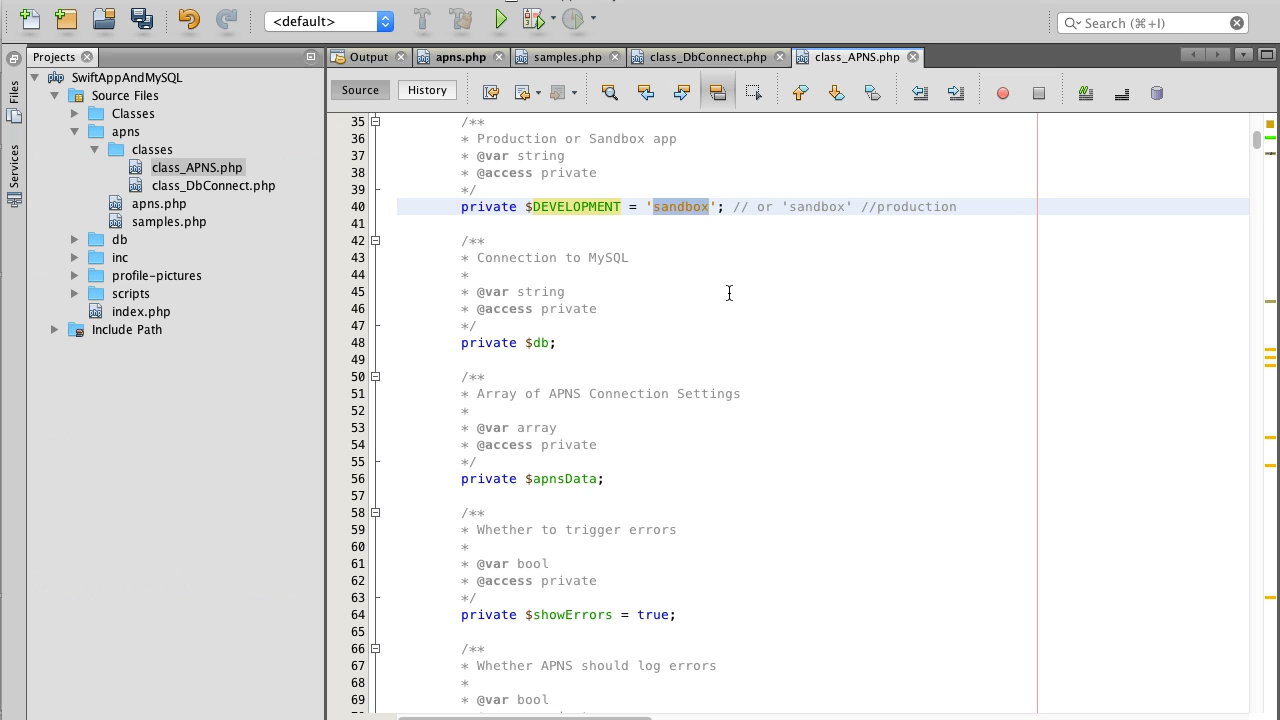 <default>
Search (⌘+I)
Projects
Output
apns.php
samples.php
class_DbConnect.php
class_APNS.php
Files
Services
SwiftAppAndMySQL
Source Files
Classes
apns
classes
class_APNS.php
class_DbConnect.php
apns.php
samples.php
db
inc
profile-pictures
scripts
index.php
Include Path
Source
History
35 /**
36 * Production or Sandbox app
37 * @var string
38 * @access private
39 */
40 private $DEVELOPMENT = 'sandbox'; // or 'sandbox' //production
41
42 /**
43 * Connection to MySQL
44 *
45 * @var string
46 * @access private
47 */
48 private $db;
49
50 /**
51 * Array of APNS Connection Settings
52 *
53 * @var array
54 * @access private
55 */
56 private $apnsData;
57
58 /**
59 * Whether to trigger errors
60 *
61 * @var bool
62 * @access private
63 */
64 private $showErrors = true;
65
66 /**
67 * Whether APNS should log errors
68 *
69 * @var bool